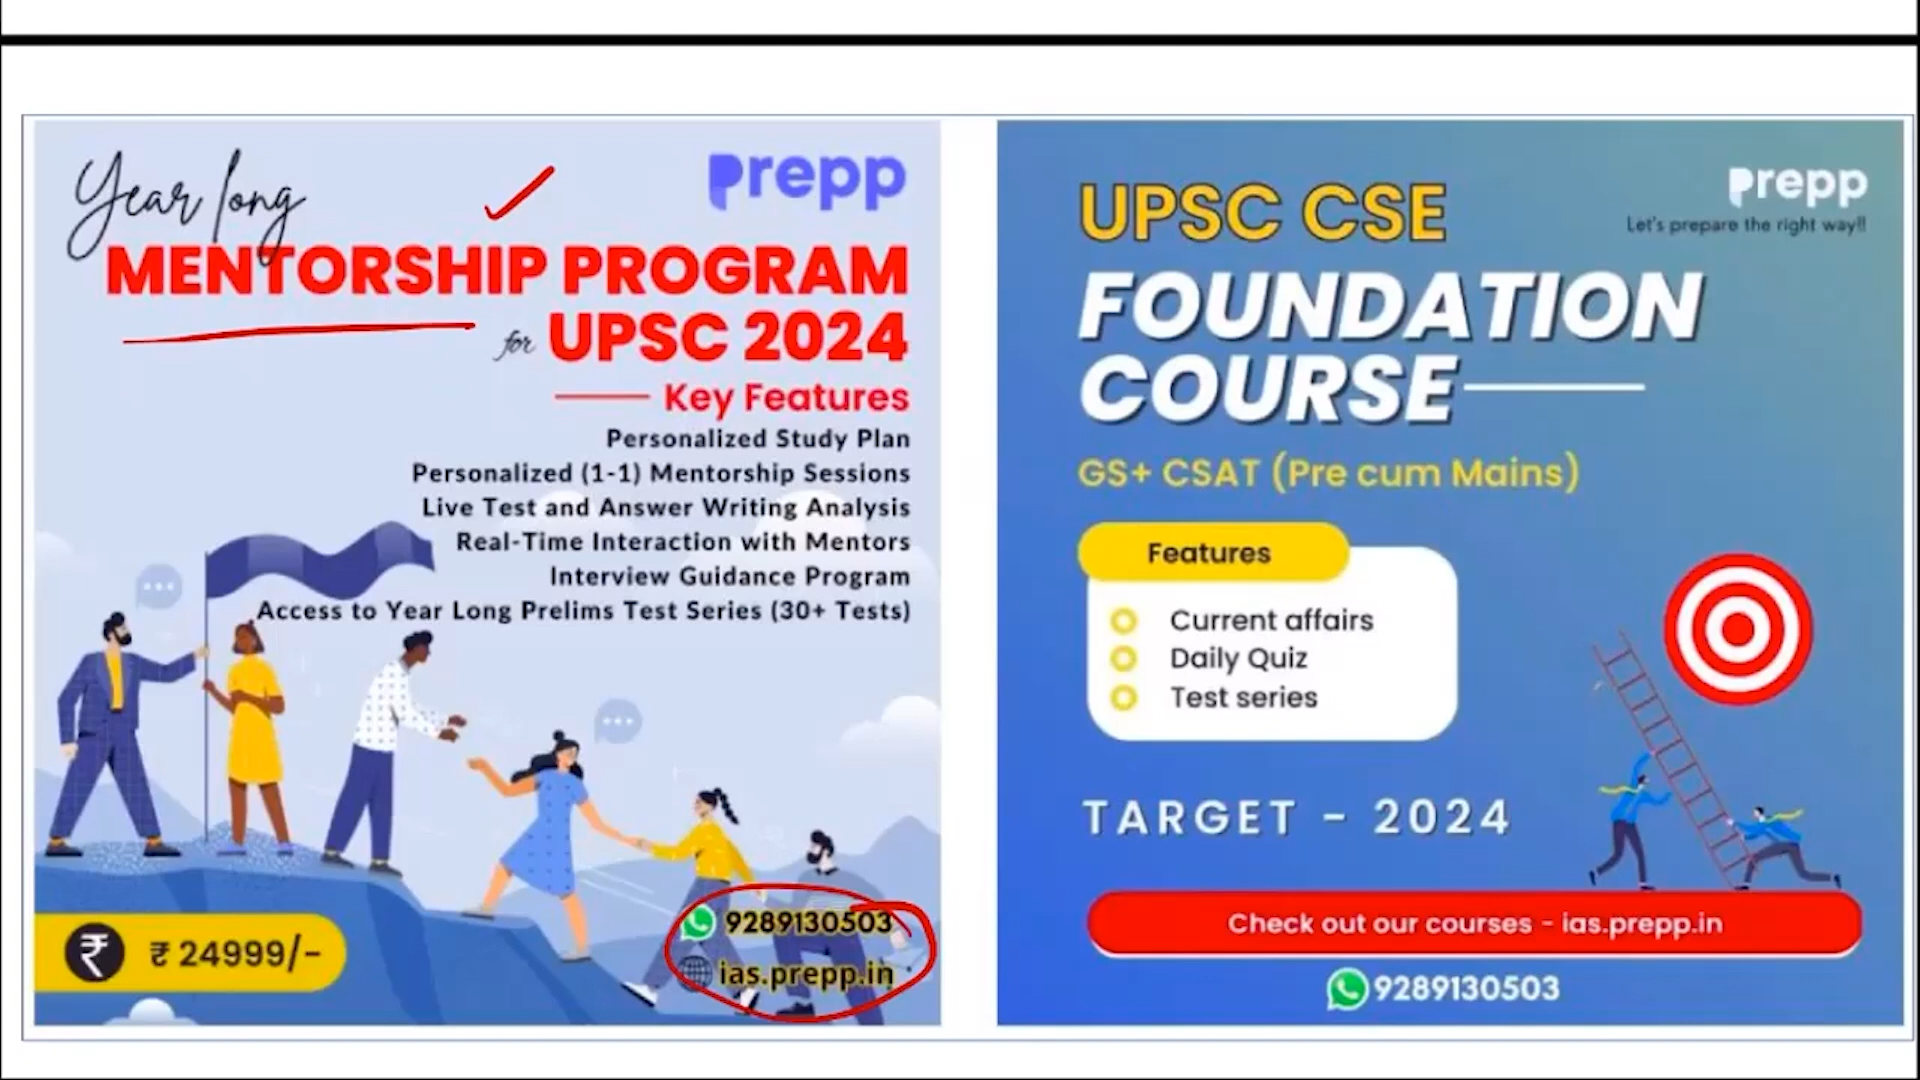 Year long
prepp
MENTORSHIP PROGRAM
for UPSC 2024
Key Features
Personalized Study Plan
Personalized (1-1) Mentorship Sessions
Live Test and Answer Writing Analysis
Real-Time Interaction with Mentors
Interview Guidance Program
Access to Year Long Prelims Test Series (30+ Tests)
₹ ₹ 24999/-
9289130503
ias.prepp.in
prepp
Let's prepare the right way!!
UPSC CSE
FOUNDATION
COURSE
GS+ CSAT (Pre cum Mains)
Features
Current affairs
Daily Quiz
Test series
TARGET - 2024
Check out our courses - ias.prepp.in
9289130503